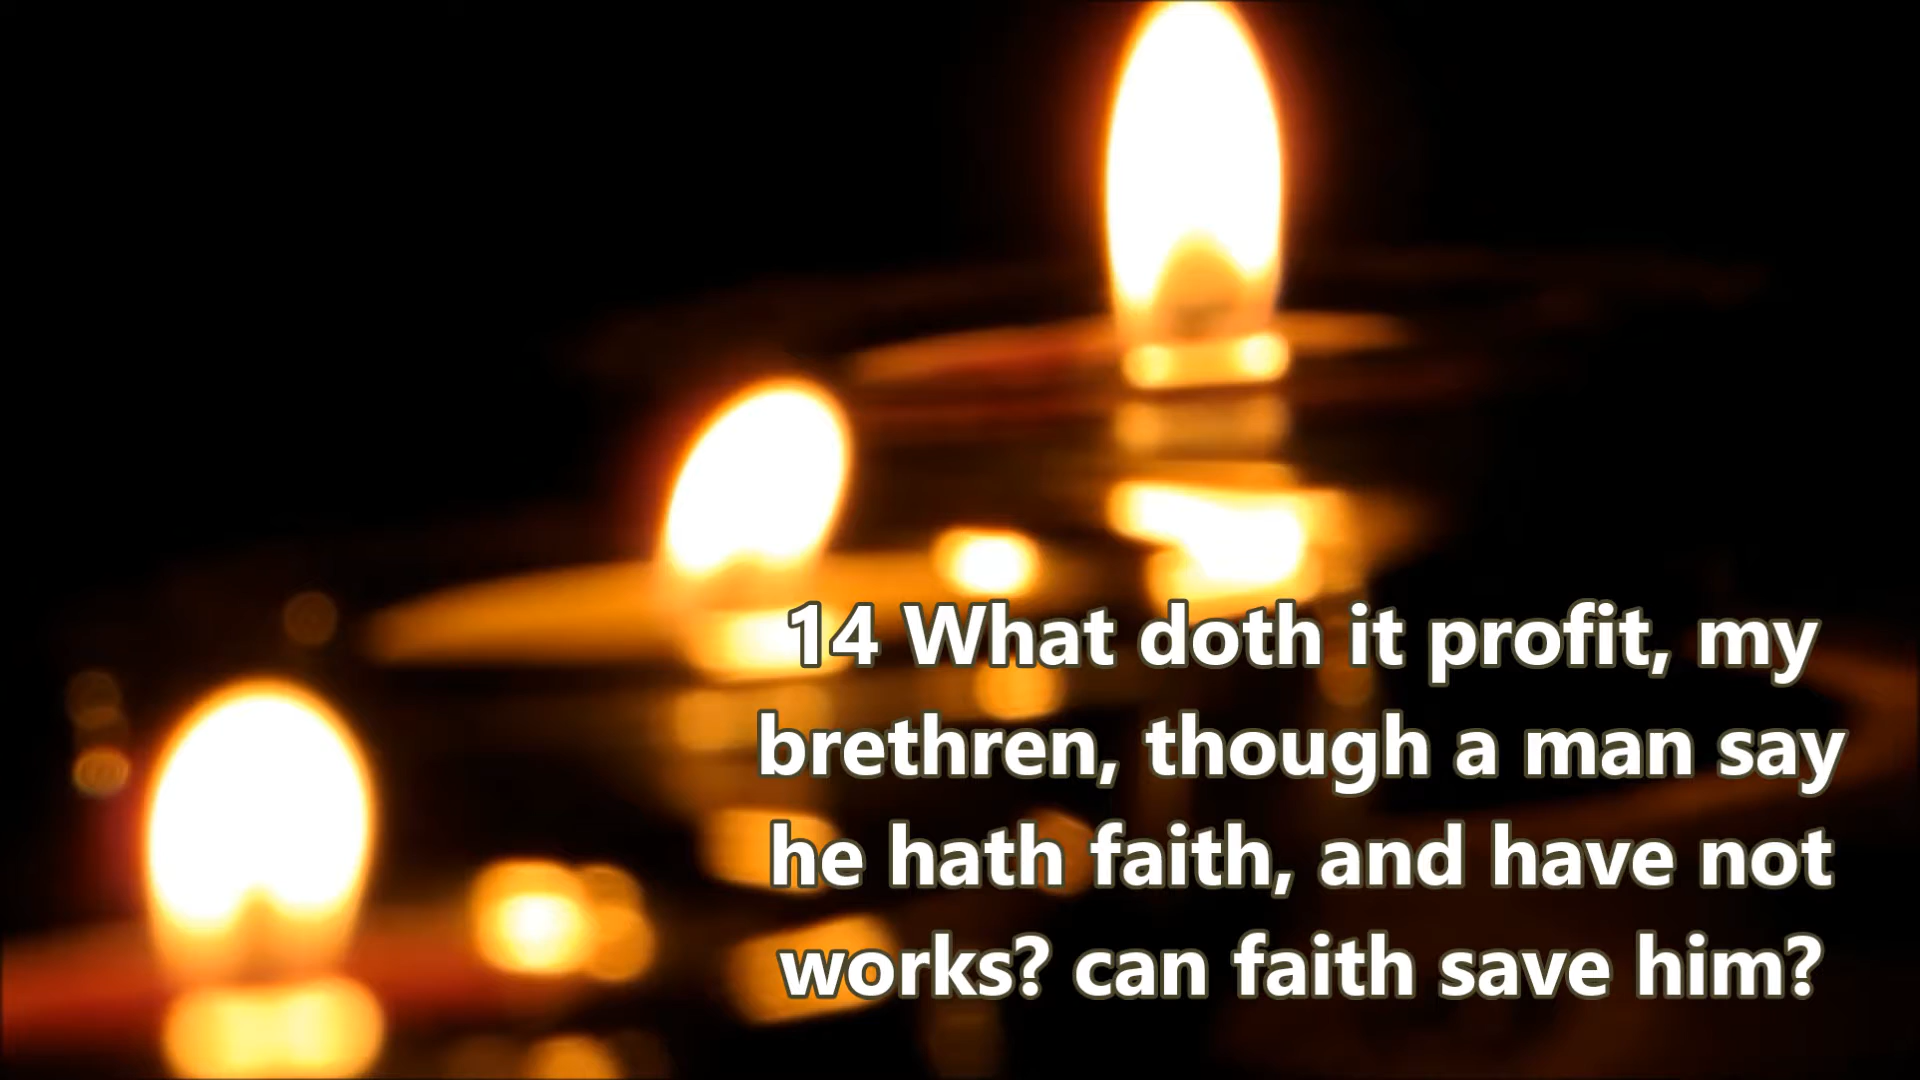 14 What doth it profit, my
brethren, though a man say
he hath faith, and have not
works? can faith save him?